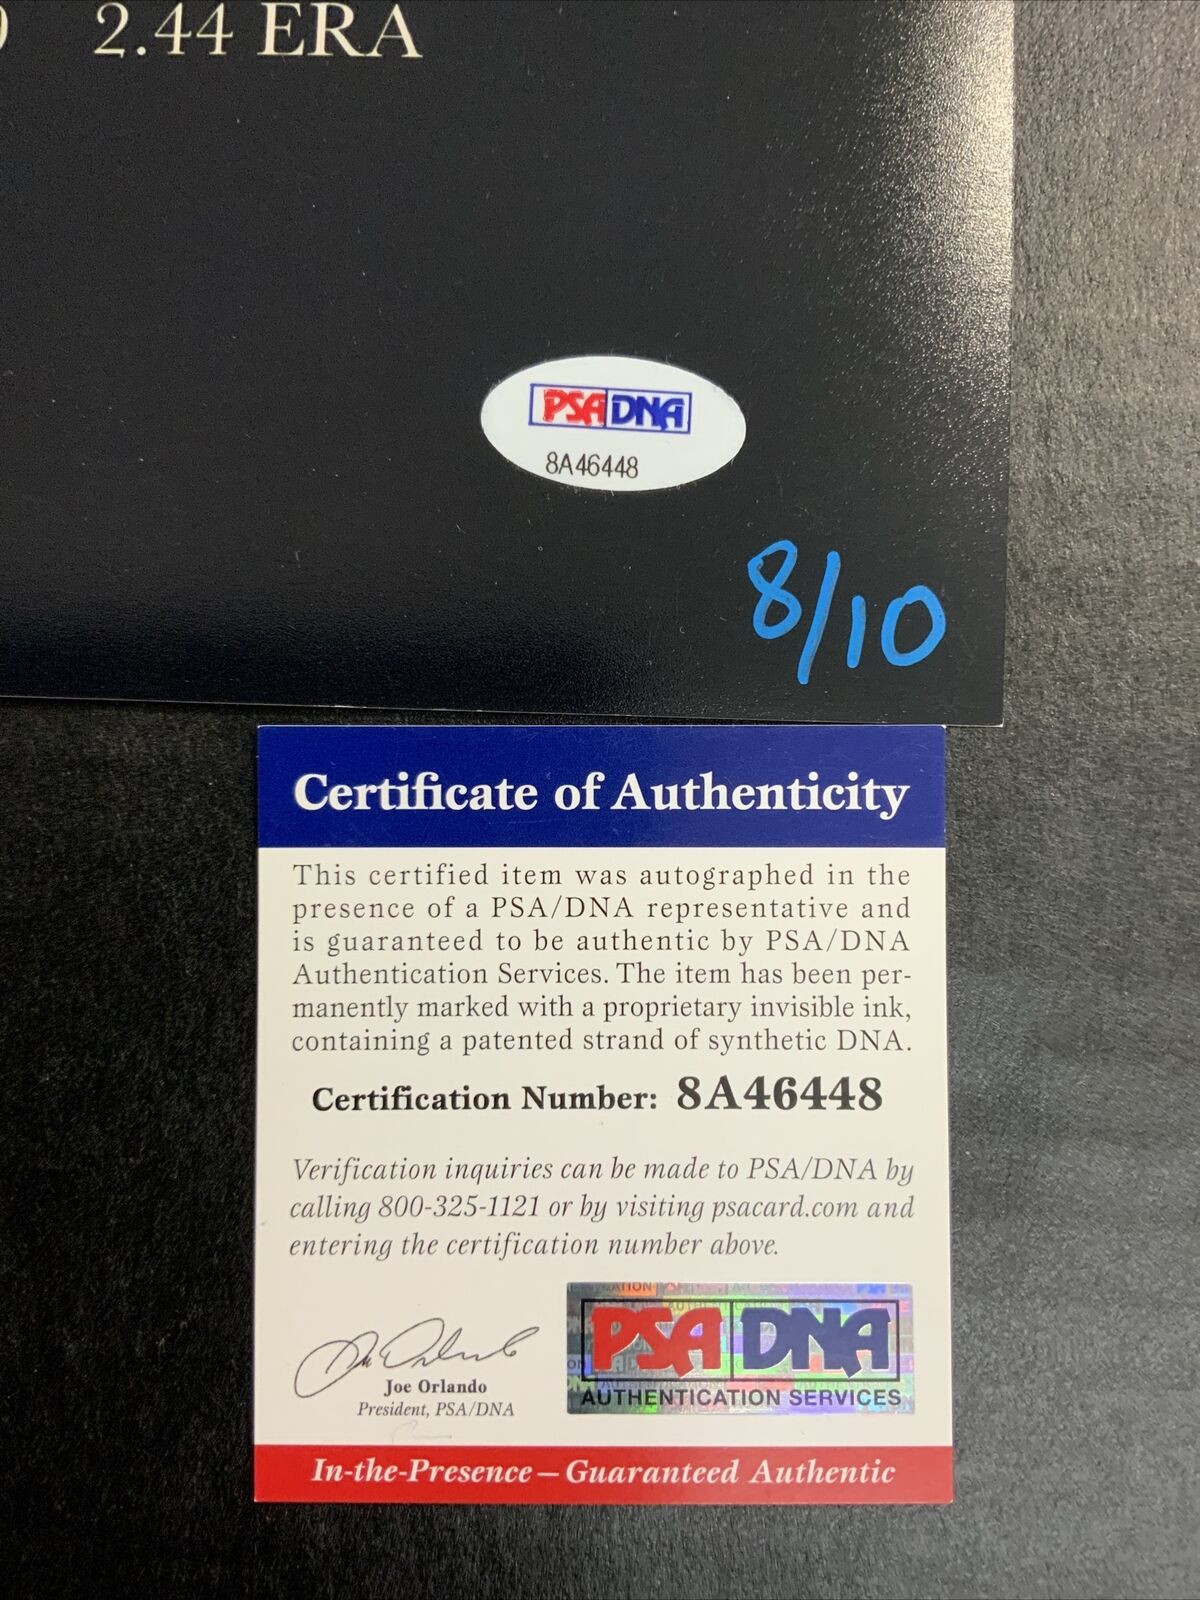 2.44 ERA
PSA DNA
8A46448
8/10
Certificate of Authenticity
This certified item was autographed in the
presence of a PSA/DNA representative and
is guaranteed to be authentic by PSA/DNA
Authentication Services. The item has been per-
manently marked with a proprietary invisible ink,
containing a patented strand of synthetic DNA.
Certification Number: 8A46448
Verification inquiries can be made to PSA/DNA by
calling 800-325-1121 or by visiting psacard.com and
entering the certification number above.
Joe Orlando
President, PSA/DNA
PSA DNA
AUTHENTICATION SERVICES
In-the-Presence – Guaranteed Authentic